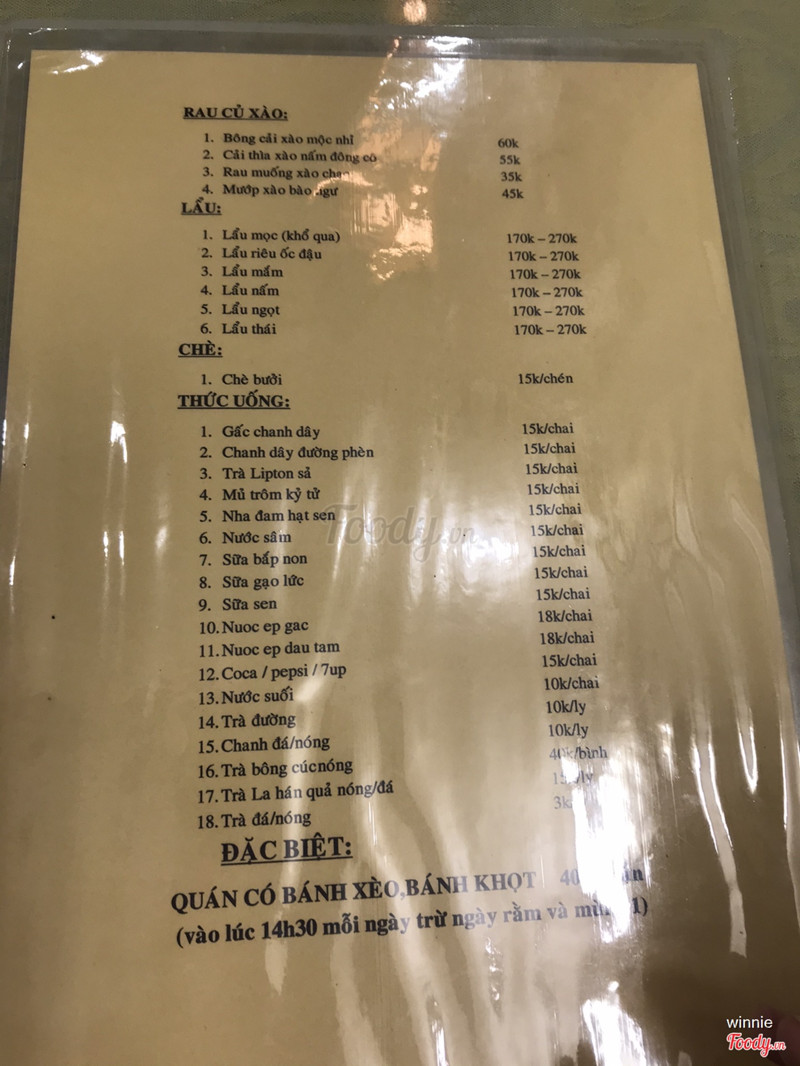 RAU CỦ XÀO:
1. Bông cải xào mộc nhỉ 60k
2. Cải thìa xào nấm đông cô 55k
3. Rau muống xào 35k
4. Mướp xào bào ngư 45k
LẨU:
1. Lẩu mọc (khổ qua) 170k – 270k
2. Lẩu riêu ốc đậu 170k – 270k
3. Lẩu mắm 170k – 270k
4. Lẩu nấm 170k – 270k
5. Lẩu ngọt 170k – 270k
6. Lẩu thái 170k – 270k
CHÈ:
1. Chè bưởi 15k/chén
THỨC UỐNG:
1. Gấc chanh dây 15k/chai
2. Chanh dây đường phèn 15k/chai
3. Trà Lipton sả 15k/chai
4. Mủ trôm kỷ tử 15k/chai
5. Nha đam hạt sen 15k/chai
6. Nước sâm 15k/chai
7. Sữa bắp non 15k/chai
8. Sữa gạo lức 15k/chai
9. Sữa sen 15k/chai
10. Nuoc ep gac 18k/chai
11. Nuoc ep dau tam 18k/chai
12. Coca / pepsi / 7up 15k/chai
13. Nước suối 10k/chai
14. Trà đường 10k/ly
15. Chanh đá/nóng 10k/ly
16. Trà bông cúcnóng 40k/bình
17. Trà La hán quả nóng/đá
18. Trà đá/nóng
ĐẶC BIỆT:
QUÁN CÓ BÁNH XÈO,BÁNH KHỌT
(vào lúc 14h30 mỗi ngày trừ ngày rằm và
Foody.vn
winnie
Foody.vn